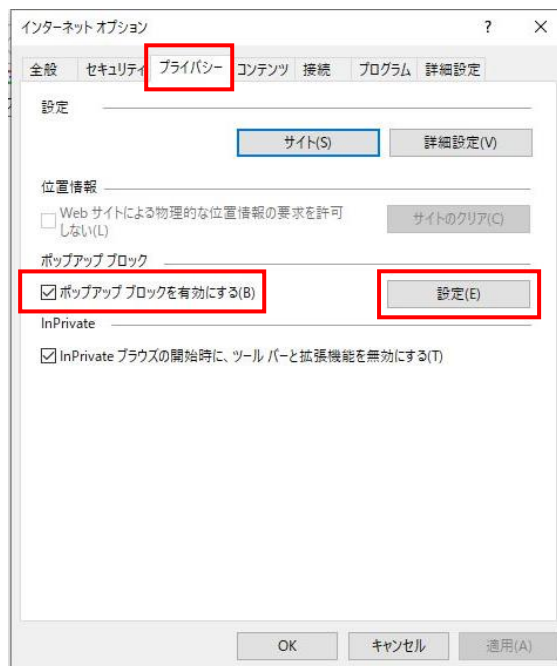 インターネット オプション ? ×
全般 セキュリティ プライバシー コンテンツ 接続 プログラム 詳細設定
設定
サイト(S) 詳細設定(V)
位置情報
Web サイトによる物理的な位置情報の要求を許可
しない(L)
サイトのクリア(C)
ポップアップ ブロック
ポップアップ ブロックを有効にする(B) 設定(E)
InPrivate
InPrivate ブラウズの開始時に、ツール バーと拡張機能を無効にする(T)
OK キャンセル 適用(A)